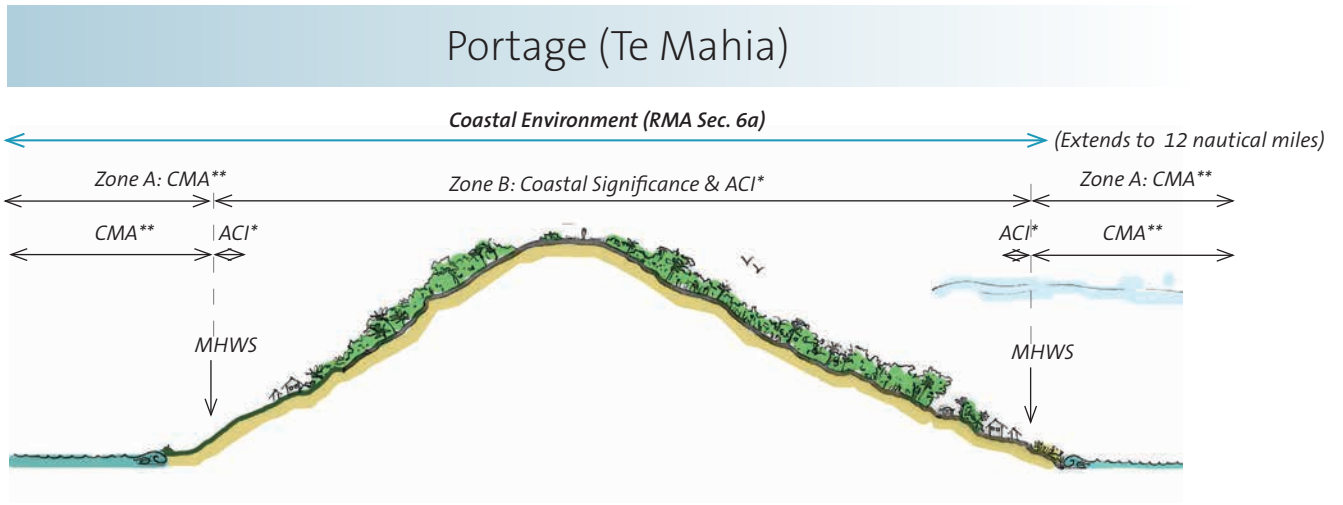 Portage (Te Mahia)
Coastal Environment (RMA Sec. 6a)
(Extends to 12 nautical miles)
Zone A: CMA**
Zone B: Coastal Significance & ACI*
Zone A: CMA**
CMA**
ACI*
ACI*
CMA**
MHWS
MHWS